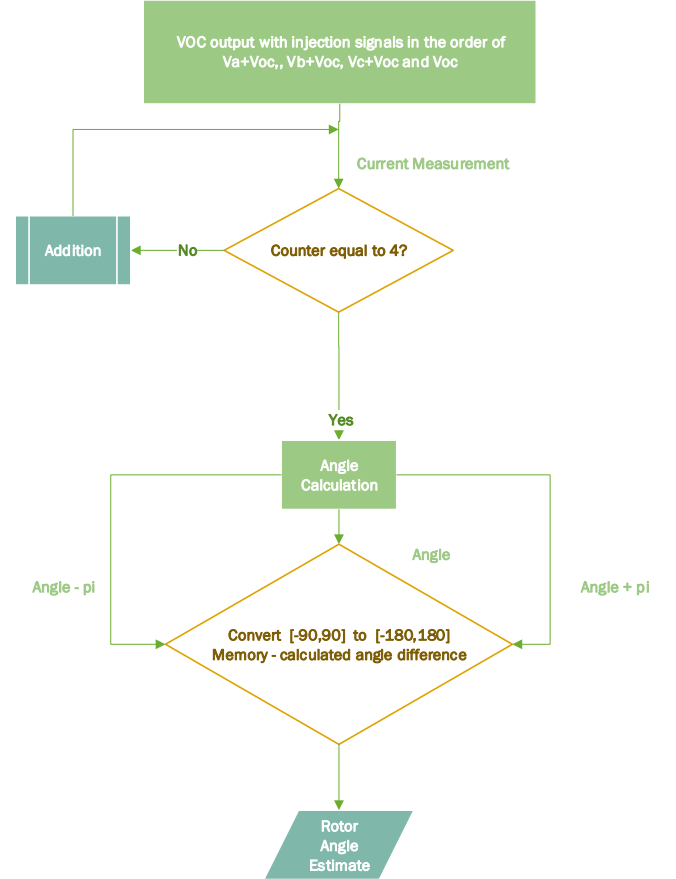 VOC output with injection signals in the order of
Va+Voc,, Vb+Voc, Vc+Voc and Voc
Current Measurement
Addition
No
Counter equal to 4?
Yes
Angle
Calculation
Angle
Angle - pi
Angle + pi
Convert [-90,90] to [-180,180]
Memory - calculated angle difference
Rotor
Angle
Estimate